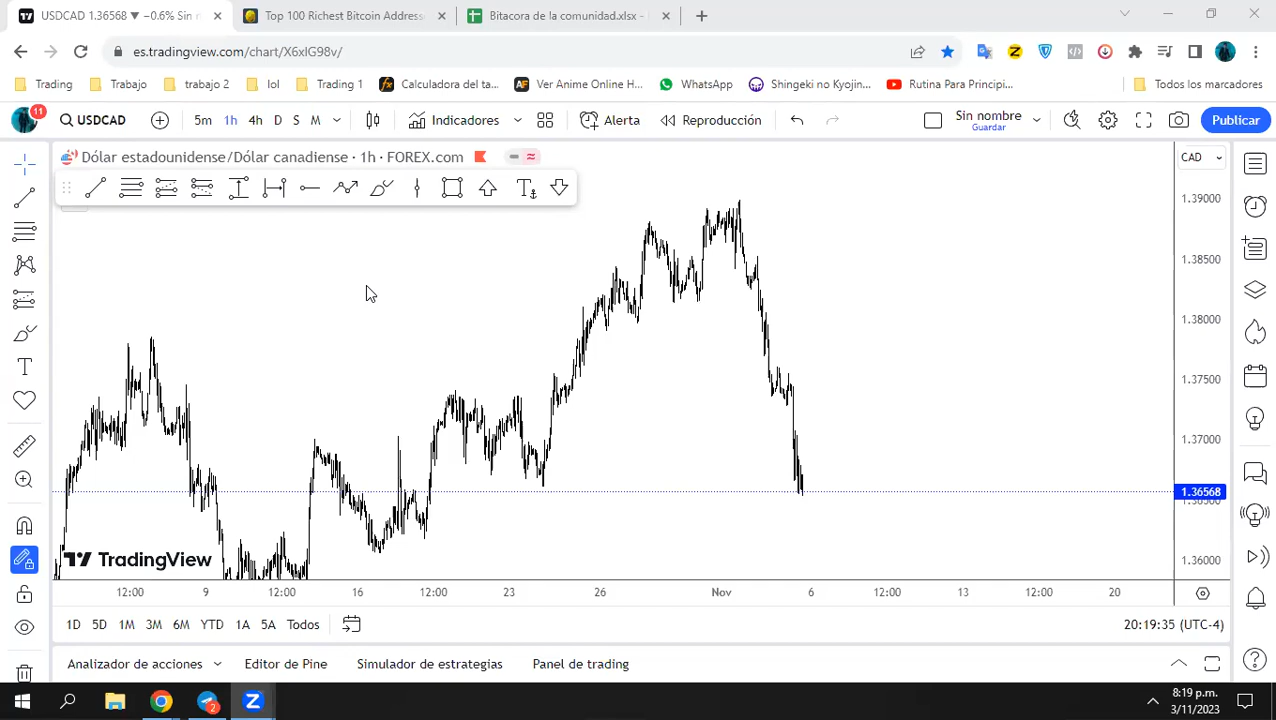 USDCAD 1.36568 ▼ −0.6% Sin n
Top 100 Richest Bitcoin Address
Bitacora de la comunidad.xlsx -
es.tradingview.com/chart/X6xIG98v/
Trading
Trabajo
trabajo 2
lol
Trading 1
Calculadora del ta...
Ver Anime Online H...
WhatsApp
Shingeki no Kyojin...
Rutina Para Principi...
Todos los marcadores
11
USDCAD
5m 1h 4h D S M
Indicadores
Alerta
Reproducción
Sin nombre
Guardar
Publicar
Dólar estadounidense/Dólar canadiense · 1h · FOREX.com
CAD
1.39000
1.38500
1.38000
1.37500
1.37000
1.36568
1.36000
TradingView
12:00 9 12:00 16 12:00 23 26 Nov 6 12:00 13 12:00 20
1D 5D 1M 3M 6M YTD 1A 5A Todos
20:19:35 (UTC-4)
Analizador de acciones
Editor de Pine
Simulador de estrategias
Panel de trading
2
8:19 p.m.
3/11/2023